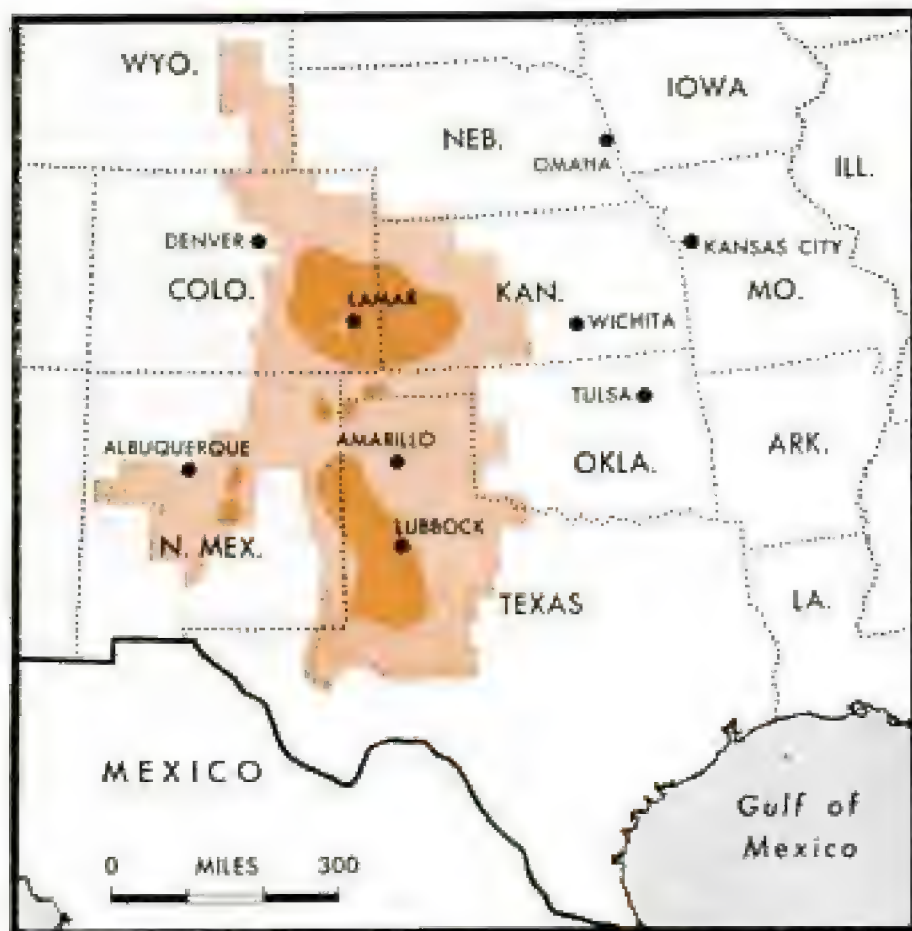 WYO.
IOWA
NEB.
OMAHA
ILL.
DENVER
KANSAS CITY
COLO.
LAMAR
KAN.
MO.
WICHITA
TULSA
ALBUQUERQUE
AMARILLO
OKLA.
ARK.
N. MEX.
LUBBOCK
TEXAS
LA.
MEXICO
Gulf of
Mexico
0 MILES 300